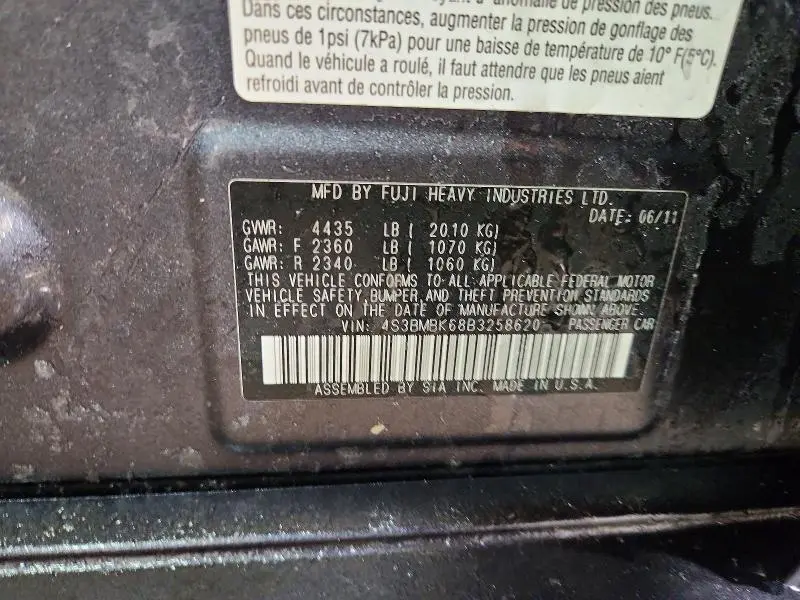 d'anomalie de pression des pneus.
Dans ces circonstances, augmenter la pression de gonflage des
pneus de 1psi (7kPa) pour une baisse de température de 10° F(5°C).
Quand le véhicule a roulé, il faut attendre que les pneus aient
refroidi avant de contrôler la pression.
MFD BY FUJI HEAVY INDUSTRIES LTD.
DATE: 06/11
GVWR: 4435 LB ( 2010 KG)
GAWR: F 2360 LB ( 1070 KG)
GAWR: R 2340 LB ( 1060 KG)
THIS VEHICLE CONFORMS TO ALL APPLICABLE FEDERAL MOTOR
VEHICLE SAFETY, BUMPER, AND THEFT PREVENTION STANDARDS
IN EFFECT ON THE DATE OF MANUFACTURE SHOWN ABOVE.
VIN: 4S3BMBK68B3258620 PASSENGER CAR
ASSEMBLED BY SIA INC. MADE IN U.S.A.